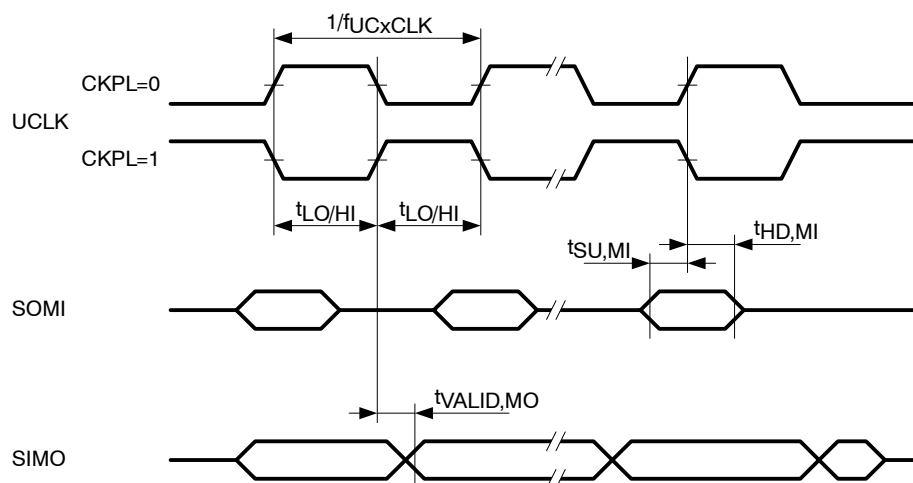 1/fUCxCLK
CKPL=0
UCLK
CKPL=1
tLO/HI
tLO/HI
tHD,MI
tSU,MI
SOMI
tVALID,MO
SIMO